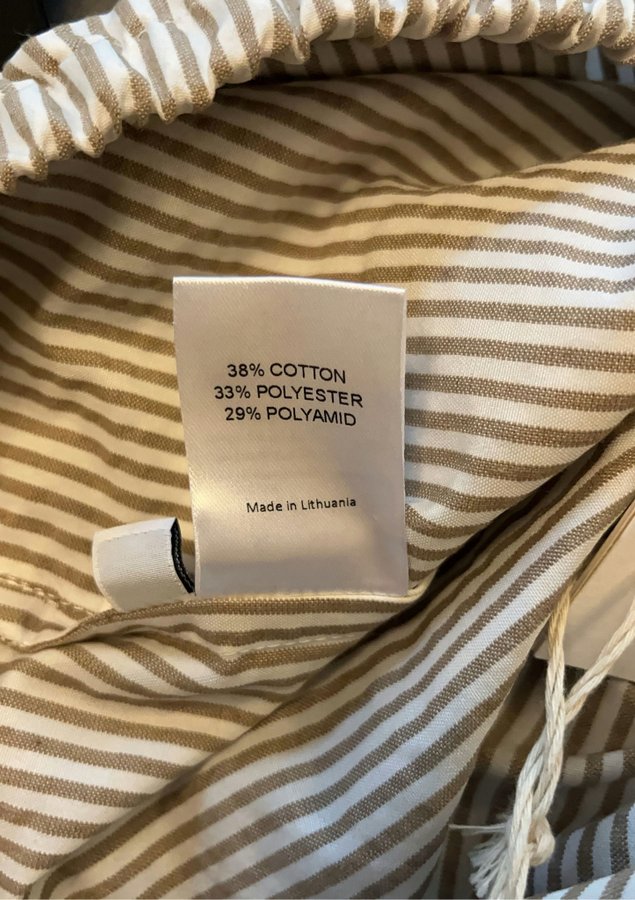 38% COTTON
33% POLYESTER
29% POLYAMID
Made in Lithuania